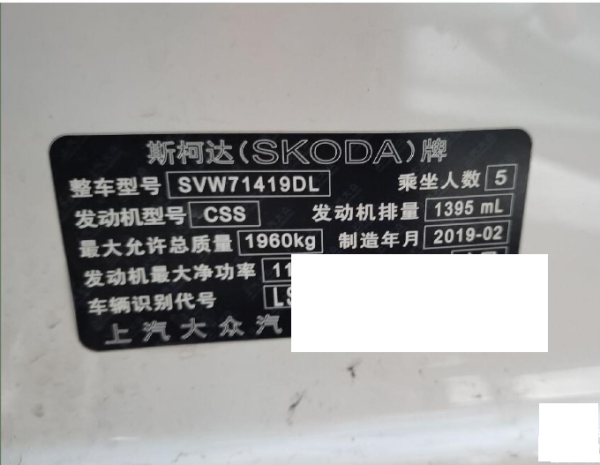 斯柯达(SKODA)牌
整车型号 SVW71419DL 乘坐人数 5
发动机型号 CSS 发动机排量 1395 mL
最大允许总质量 1960kg 制造年月 2019-02
发动机最大净功率 11
车辆识别代号 LS
上汽大众汽